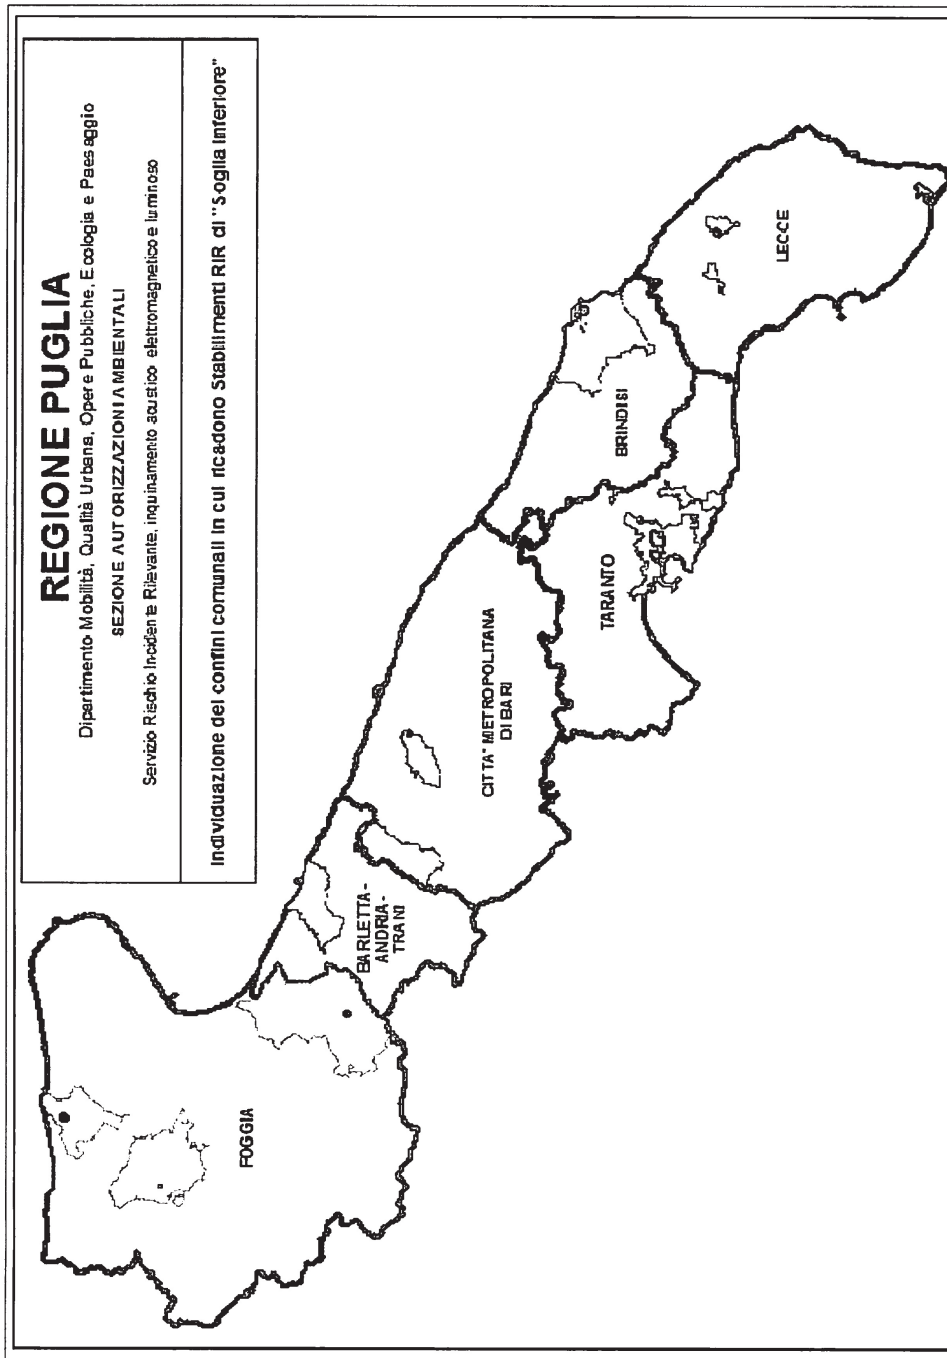 REGIONE PUGLIA
Dipartimento Mobilità, Qualità Urbana, Opere Pubbliche, Ecologia e Paesaggio
SEZIONE AUTORIZZAZIONI AMBIENTALI
Servizio Rischio Incidente Rilevante, inquinamento acustico elettromagnetico e luminoso
Individuazione dei confini comunali in cui ricadono Stabilimenti RIR di "Soglia Inferiore"
FOGGIA
BARLETTA-
ANDRIA-
TRANI
CITTA' METROPOLITANA
DI BARI
TARANTO
BRINDISI
LECCE